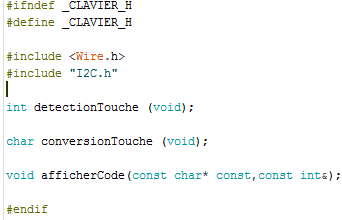 #ifndef _CLAVIER_H
#define _CLAVIER_H
#include <Wire.h>
#include "I2C.h"
int detectionTouche (void);
char conversionTouche (void);
void afficherCode(const char* const,const int&);
#endif